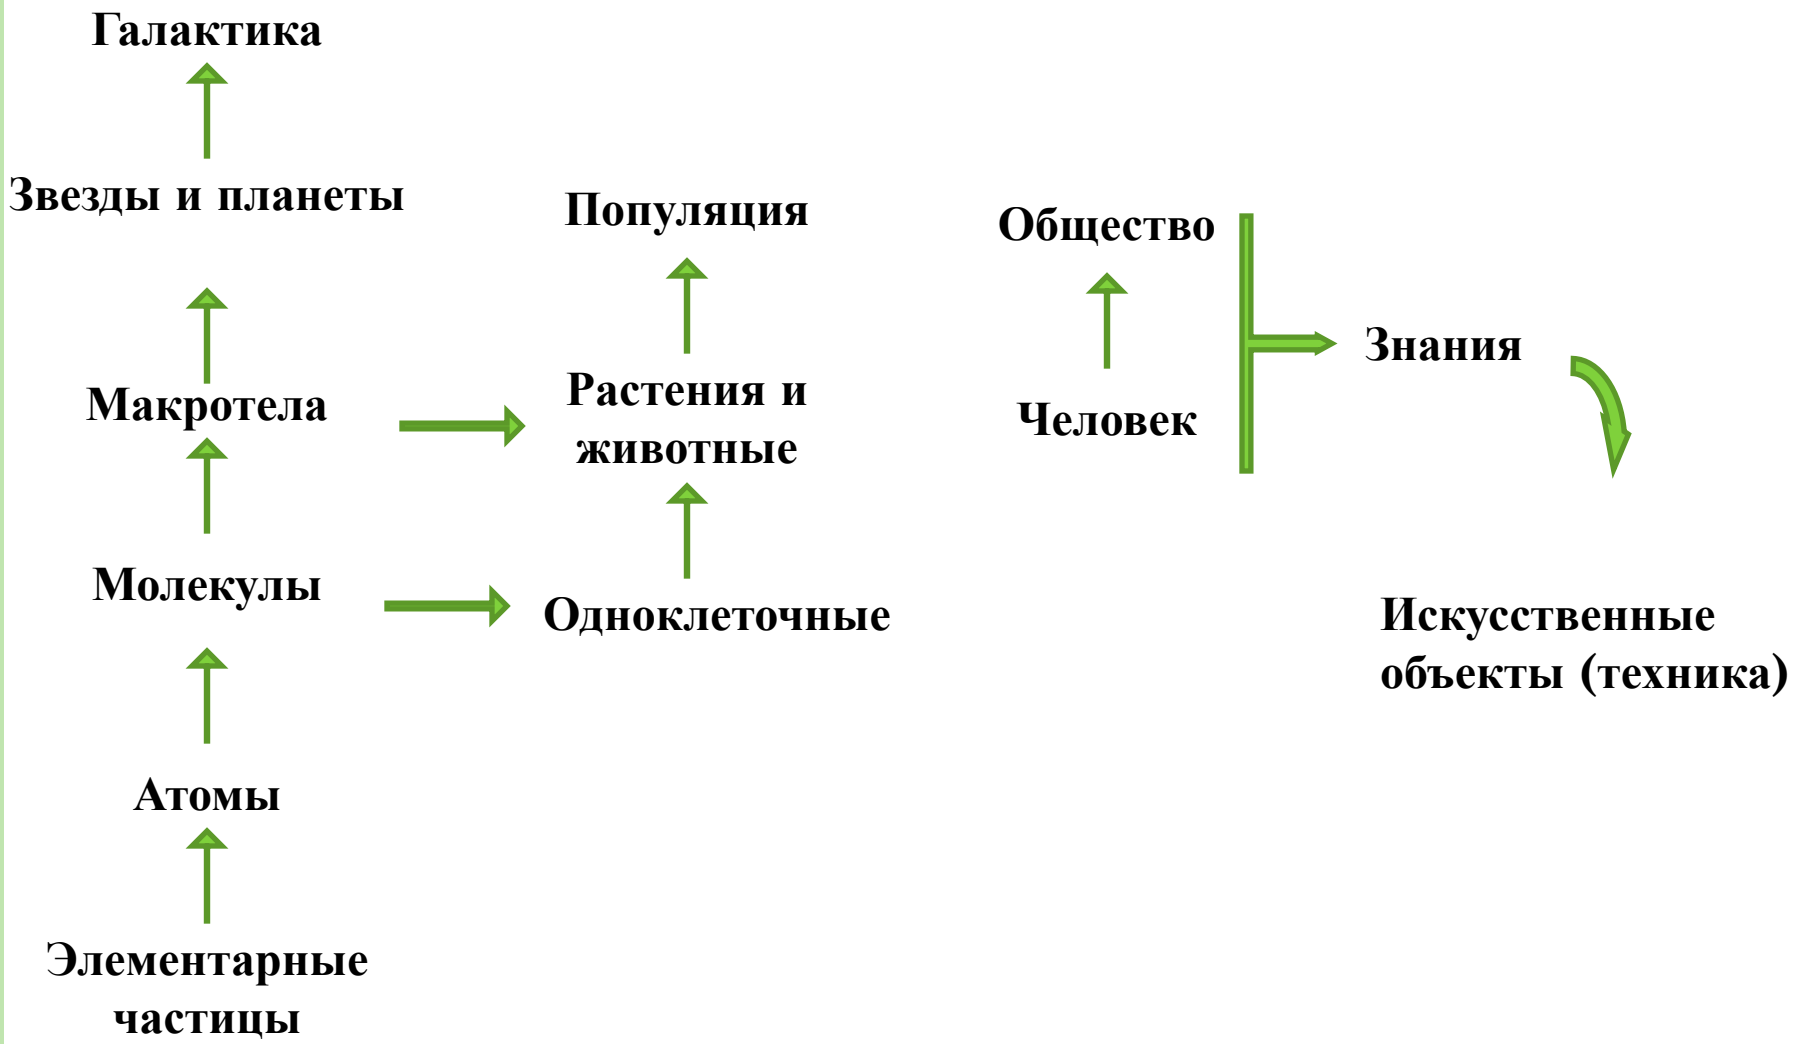 Галактика
Звезды и планеты
Макротела
Молекулы
Атомы
Элементарные
частицы
Популяция
Растения и
животные
Одноклеточные
Общество
Человек
Знания
Искусственные
объекты (техника)